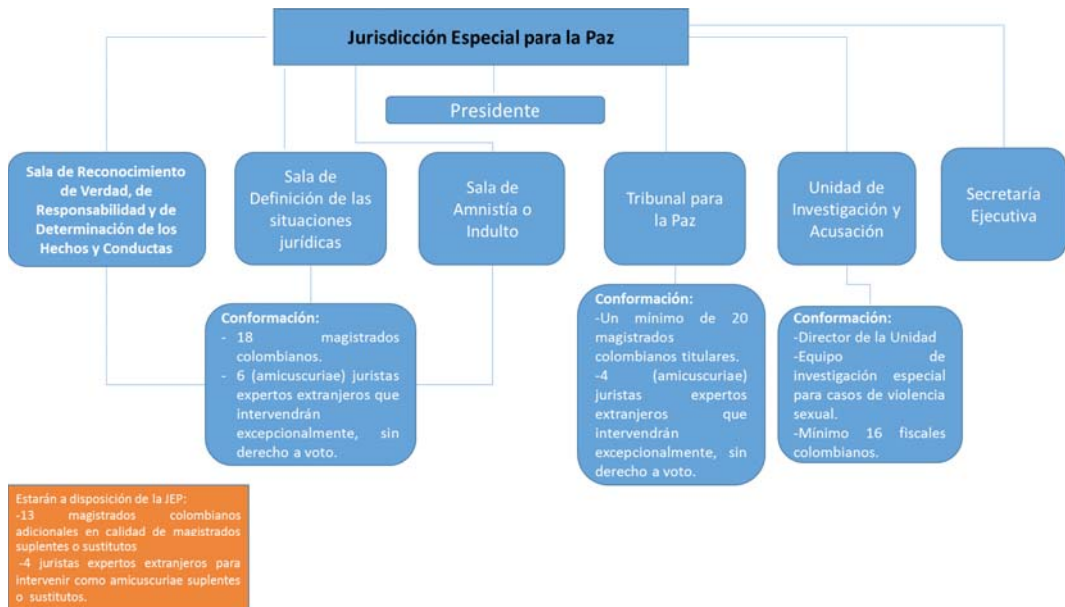 Jurisdicción Especial para la Paz
Presidente
Sala de Reconocimiento
de Verdad, de
Responsabilidad y de
Determinación de los
Hechos y Conductas
Sala de
Definición de las
situaciones
jurídicas
Sala de
Amnistía o
Indulto
Tribunal para
la Paz
Unidad de
Investigación y
Acusación
Secretaría
Ejecutiva
Conformación:
- 18 magistrados
colombianos.
- 6 (amicuscuriae) juristas
expertos extranjeros que
intervendrán
excepcionalmente, sin
derecho a voto.
Conformación:
-Un mínimo de 20
magistrados
colombianos titulares.
-4 (amicuscuriae)
juristas expertos
extranjeros que
intervendrán
excepcionalmente, sin
derecho a voto.
Conformación:
-Director de la Unidad
-Equipo de
investigación especial
para casos de violencia
sexual.
-Mínimo 16 fiscales
colombianos.
Estarán a disposición de la JEP:
-13 magistrados colombianos
adicionales en calidad de magistrados
suplentes o sustitutos
-4 juristas expertos extranjeros para
intervenir como amicuscuriae suplentes
o sustitutos.